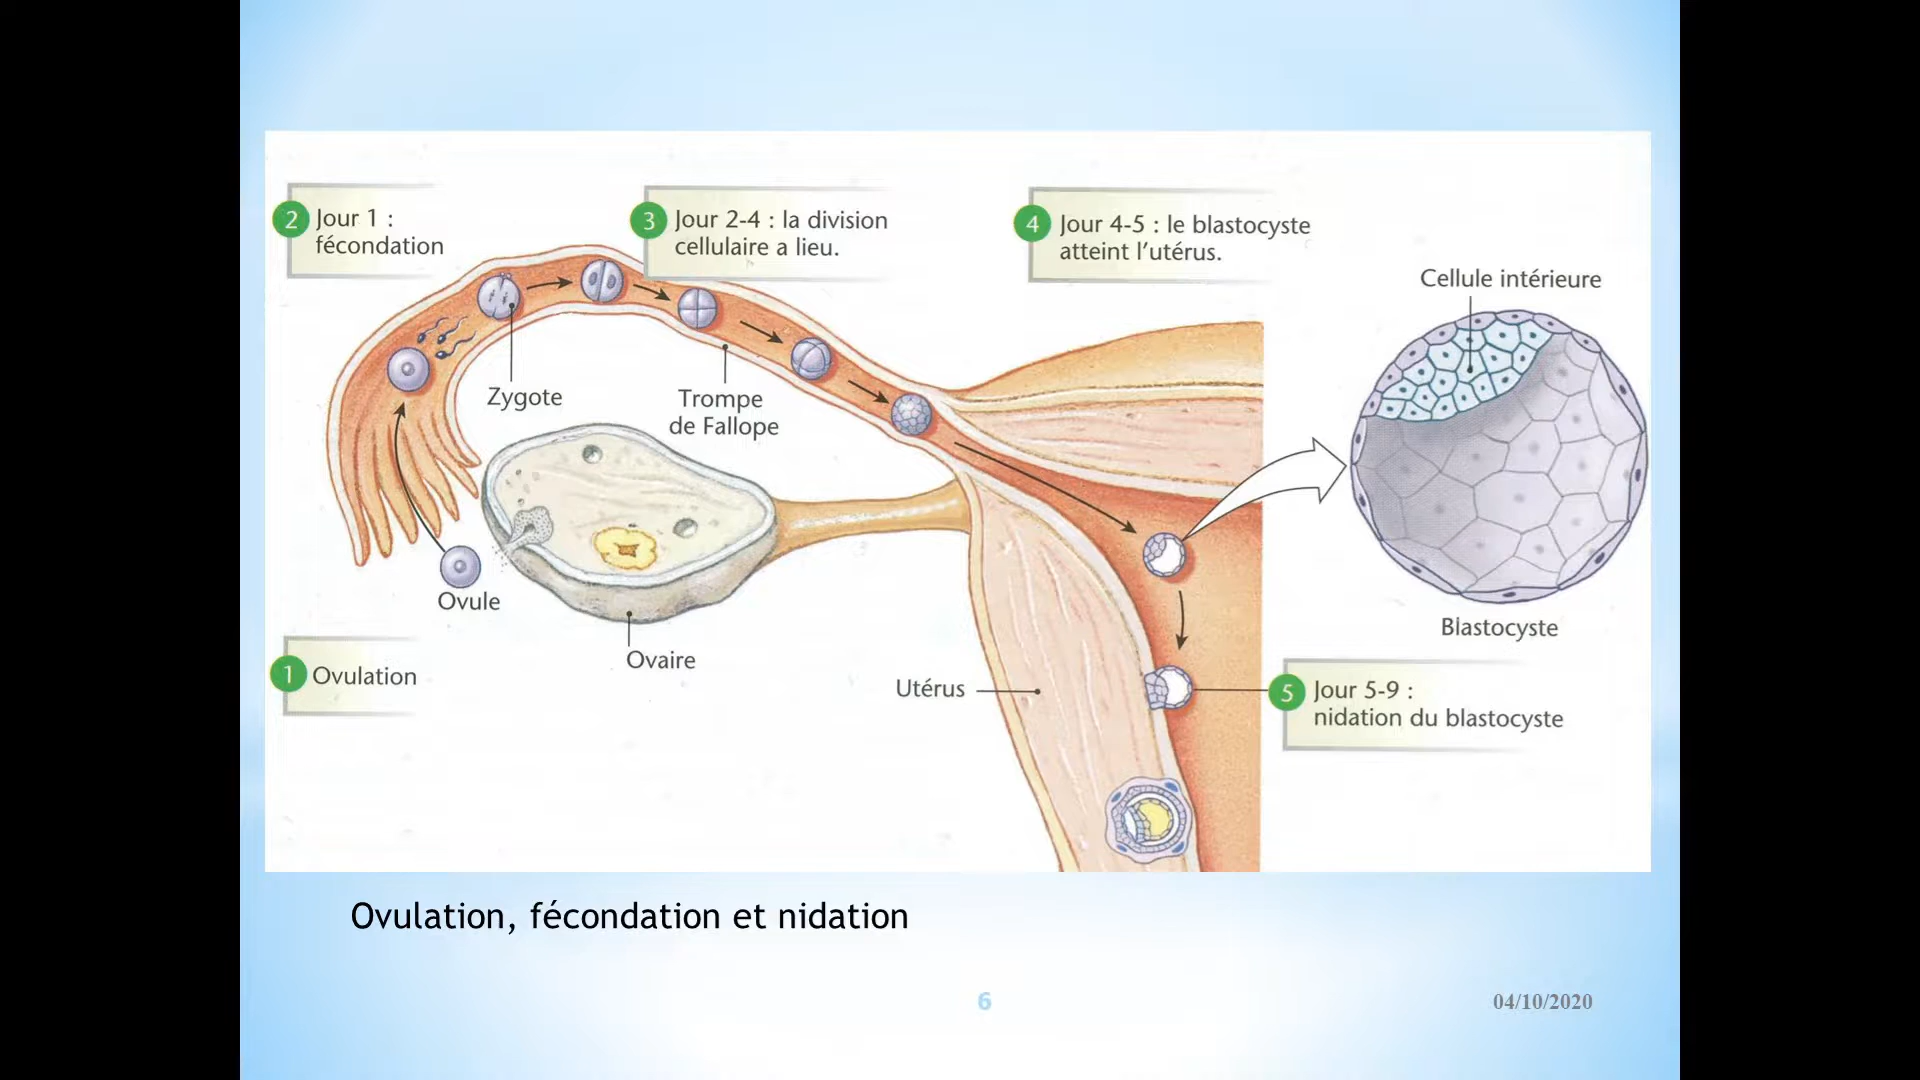 2 Jour 1 :
fécondation
3 Jour 2-4 : la division
cellulaire a lieu.
4 Jour 4-5 : le blastocyste
atteint l’utérus.
Cellule intérieure
Zygote
Trompe
de Fallope
Ovule
Ovaire
1 Ovulation
Utérus
Blastocyste
5 Jour 5-9 :
nidation du blastocyste
Ovulation, fécondation et nidation
6
04/10/2020